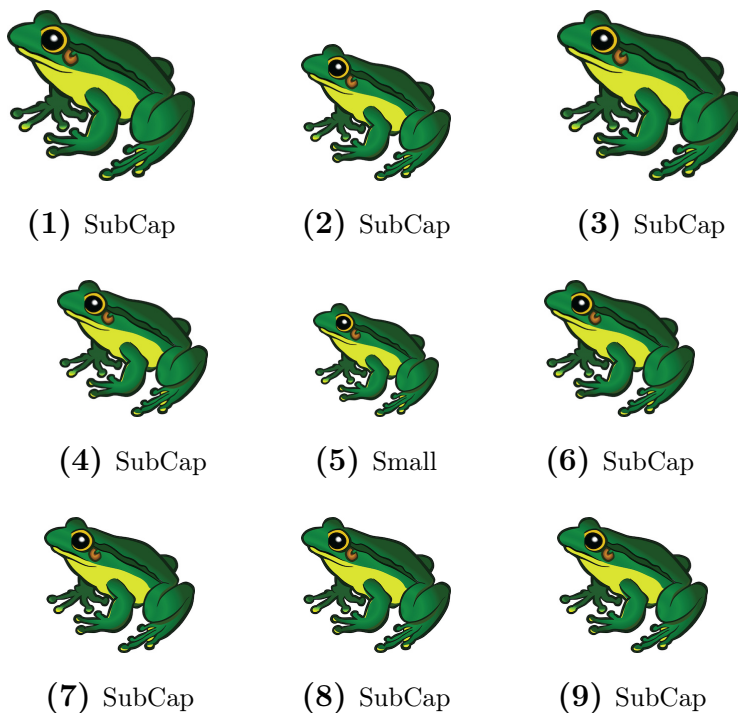 (1) SubCap
(2) SubCap
(3) SubCap
(4) SubCap
(5) Small
(6) SubCap
(7) SubCap
(8) SubCap
(9) SubCap